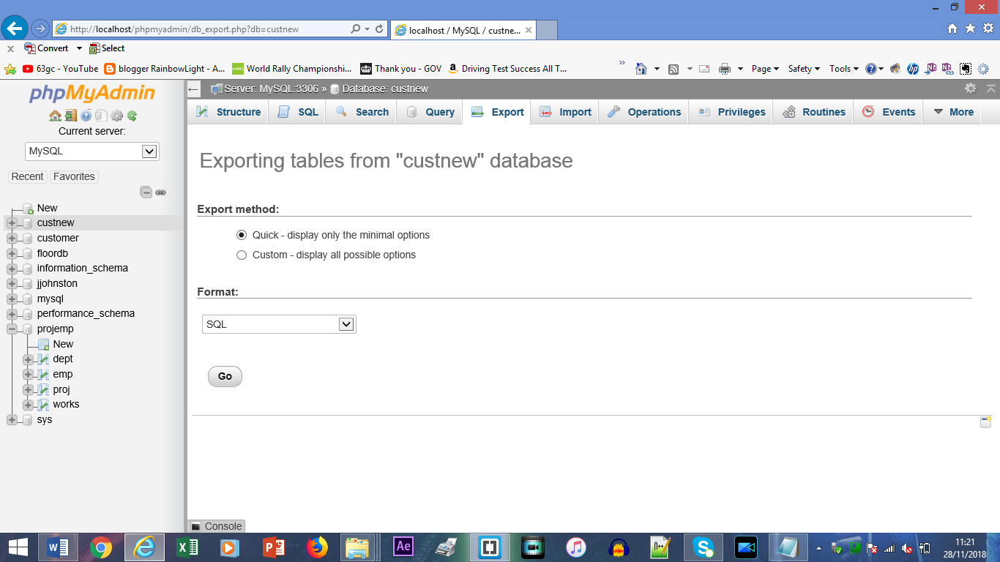 http://localhost/phpmyadmin/db_export.php?db=custnew
localhost / MySQL / custne...
Convert
Select
63gc - YouTube
blogger RainbowLight - A...
World Rally Championshi...
Thank you - GOV
Driving Test Success All T...
Page
Safety
Tools
phpMyAdmin
Server: MySQL:3306 » Database: custnew
Structure
SQL
Search
Query
Export
Import
Operations
Privileges
Routines
Events
More
Current server:
MySQL
Recent
Favorites
New
custnew
customer
floordb
information_schema
jjohnston
mysql
performance_schema
projemp
New
dept
emp
proj
works
sys
Exporting tables from "custnew" database
Export method:
Quick - display only the minimal options
Custom - display all possible options
Format:
SQL
Go
Console
11:21
28/11/2018